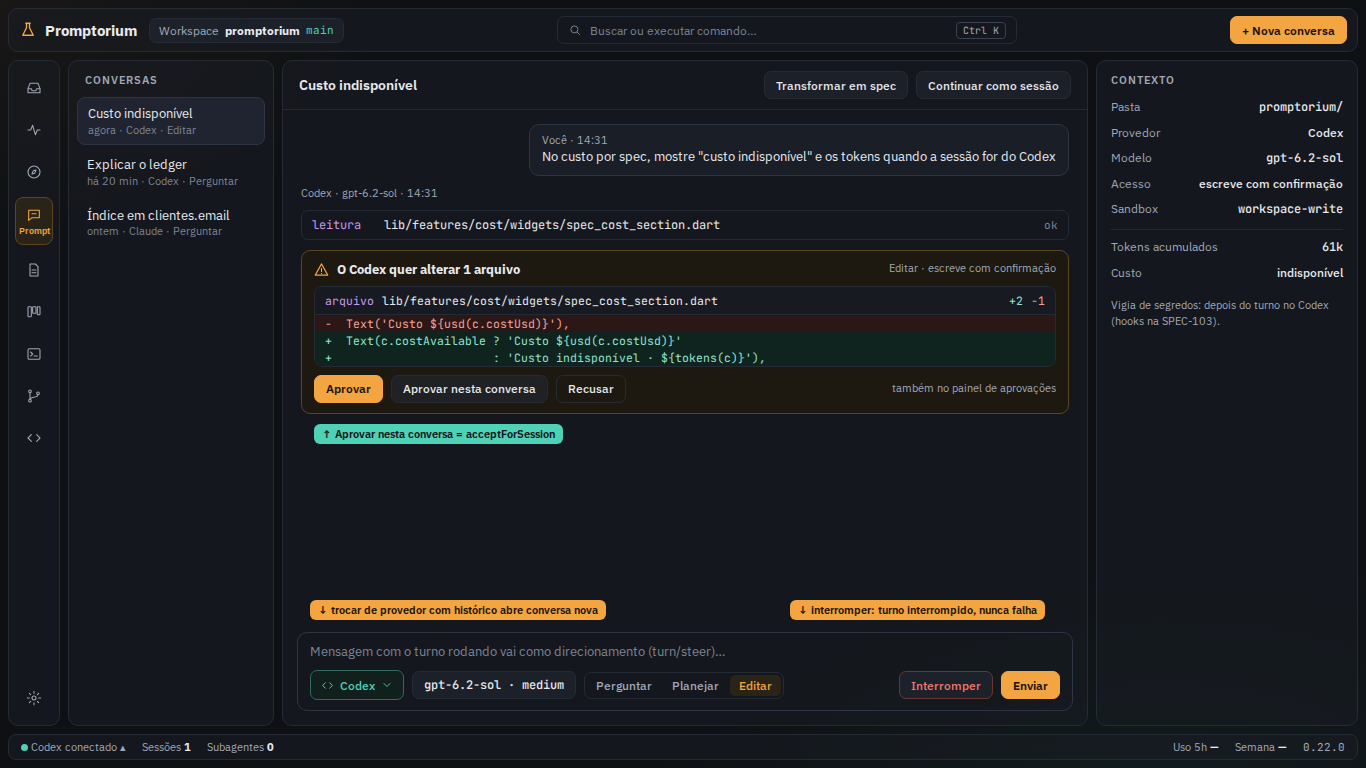 Promptorium
Workspace promptorium main
Buscar ou executar comando...
Ctrl K
+ Nova conversa
Prompt
CONVERSAS
Custo indisponível
agora · Codex · Editar
Explicar o ledger
há 20 min · Codex · Perguntar
Índice em clientes.email
ontem · Claude · Perguntar
Custo indisponível
Transformar em spec
Continuar como sessão
Você · 14:31
No custo por spec, mostre "custo indisponível" e os tokens quando a sessão for do Codex
Codex · gpt-6.2-sol · 14:31
leitura lib/features/cost/widgets/spec_cost_section.dart ok
O Codex quer alterar 1 arquivo
Editar · escreve com confirmação
arquivo lib/features/cost/widgets/spec_cost_section.dart +2 -1
- Text('Custo ${usd(c.costUsd)}'),
+ Text(c.costAvailable ? 'Custo ${usd(c.costUsd)}'
+ : 'Custo indisponível · ${tokens(c)}'),
Aprovar
Aprovar nesta conversa
Recusar
também no painel de aprovações
↑ Aprovar nesta conversa = acceptForSession
↓ trocar de provedor com histórico abre conversa nova
↓ interromper: turno interrompido, nunca falha
Mensagem com o turno rodando vai como direcionamento (turn/steer)...
Codex
gpt-6.2-sol · medium
Perguntar
Planejar
Editar
Interromper
Enviar
CONTEXTO
Pasta promptorium/
Provedor Codex
Modelo gpt-6.2-sol
Acesso escreve com confirmação
Sandbox workspace-write
Tokens acumulados 61k
Custo indisponível
Vigia de segredos: depois do turno no Codex
(hooks na SPEC-103).
Codex conectado ▴
Sessões 1
Subagentes 0
Uso 5h —
Semana —
0.22.0